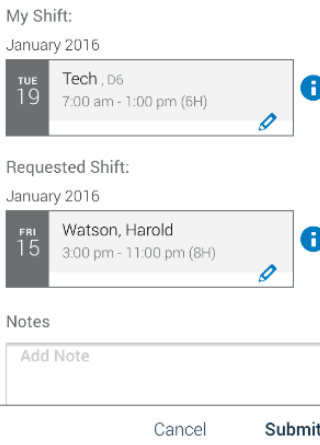 My Shift:
January 2016
TUE
19
Tech , D6
7:00 am - 1:00 pm (6H)
Requested Shift:
January 2016
FRI
15
Watson, Harold
3:00 pm - 11:00 pm (8H)
Notes
Add Note
Cancel Submit